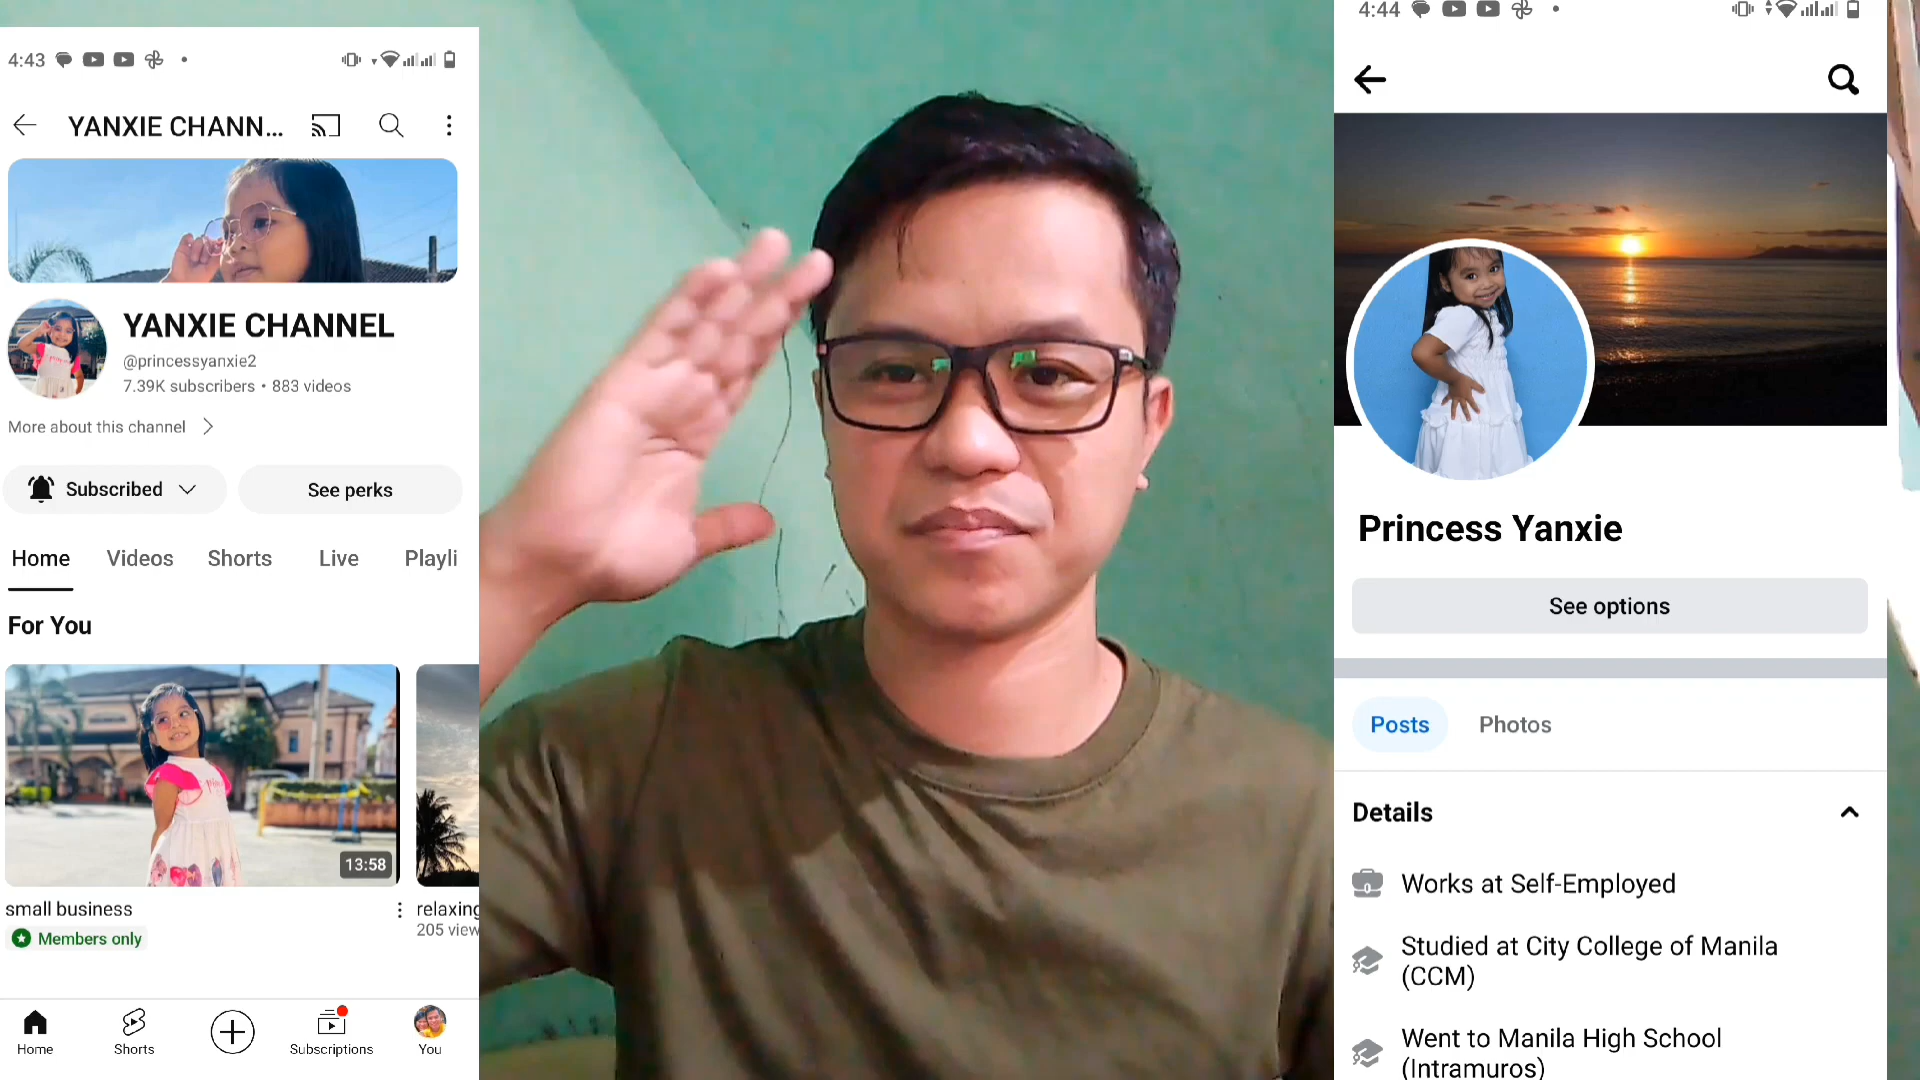 4:43
YANXIE CHANN...
YANXIE CHANNEL
@princessyanxie2
7.39K subscribers • 883 videos
More about this channel
Subscribed
See perks
Home
Videos
Shorts
Live
Playli
For You
13:58
small business
Members only
relaxing
205 view
Home
Shorts
Subscriptions
You
4:44
Princess Yanxie
See options
Posts
Photos
Details
Works at Self-Employed
Studied at City College of Manila
(CCM)
Went to Manila High School
(Intramuros)